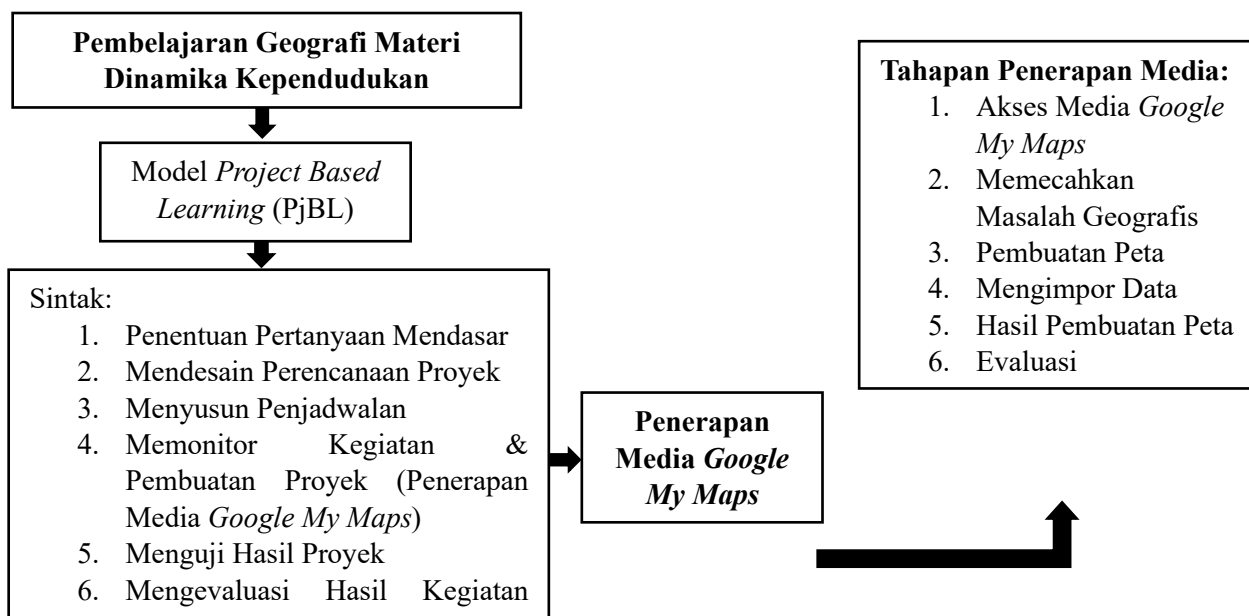 Pembelajaran Geografi Materi
Dinamika Kependudukan
Model Project Based
Learning (PjBL)
Sintak:
1. Penentuan Pertanyaan Mendasar
2. Mendesain Perencanaan Proyek
3. Menyusun Penjadwalan
4. Memonitor Kegiatan &
Pembuatan Proyek (Penerapan
Media Google My Maps)
5. Menguji Hasil Proyek
6. Mengevaluasi Hasil Kegiatan
Penerapan
Media Google
My Maps
Tahapan Penerapan Media:
1. Akses Media Google
My Maps
2. Memecahkan
Masalah Geografis
3. Pembuatan Peta
4. Mengimpor Data
5. Hasil Pembuatan Peta
6. Evaluasi